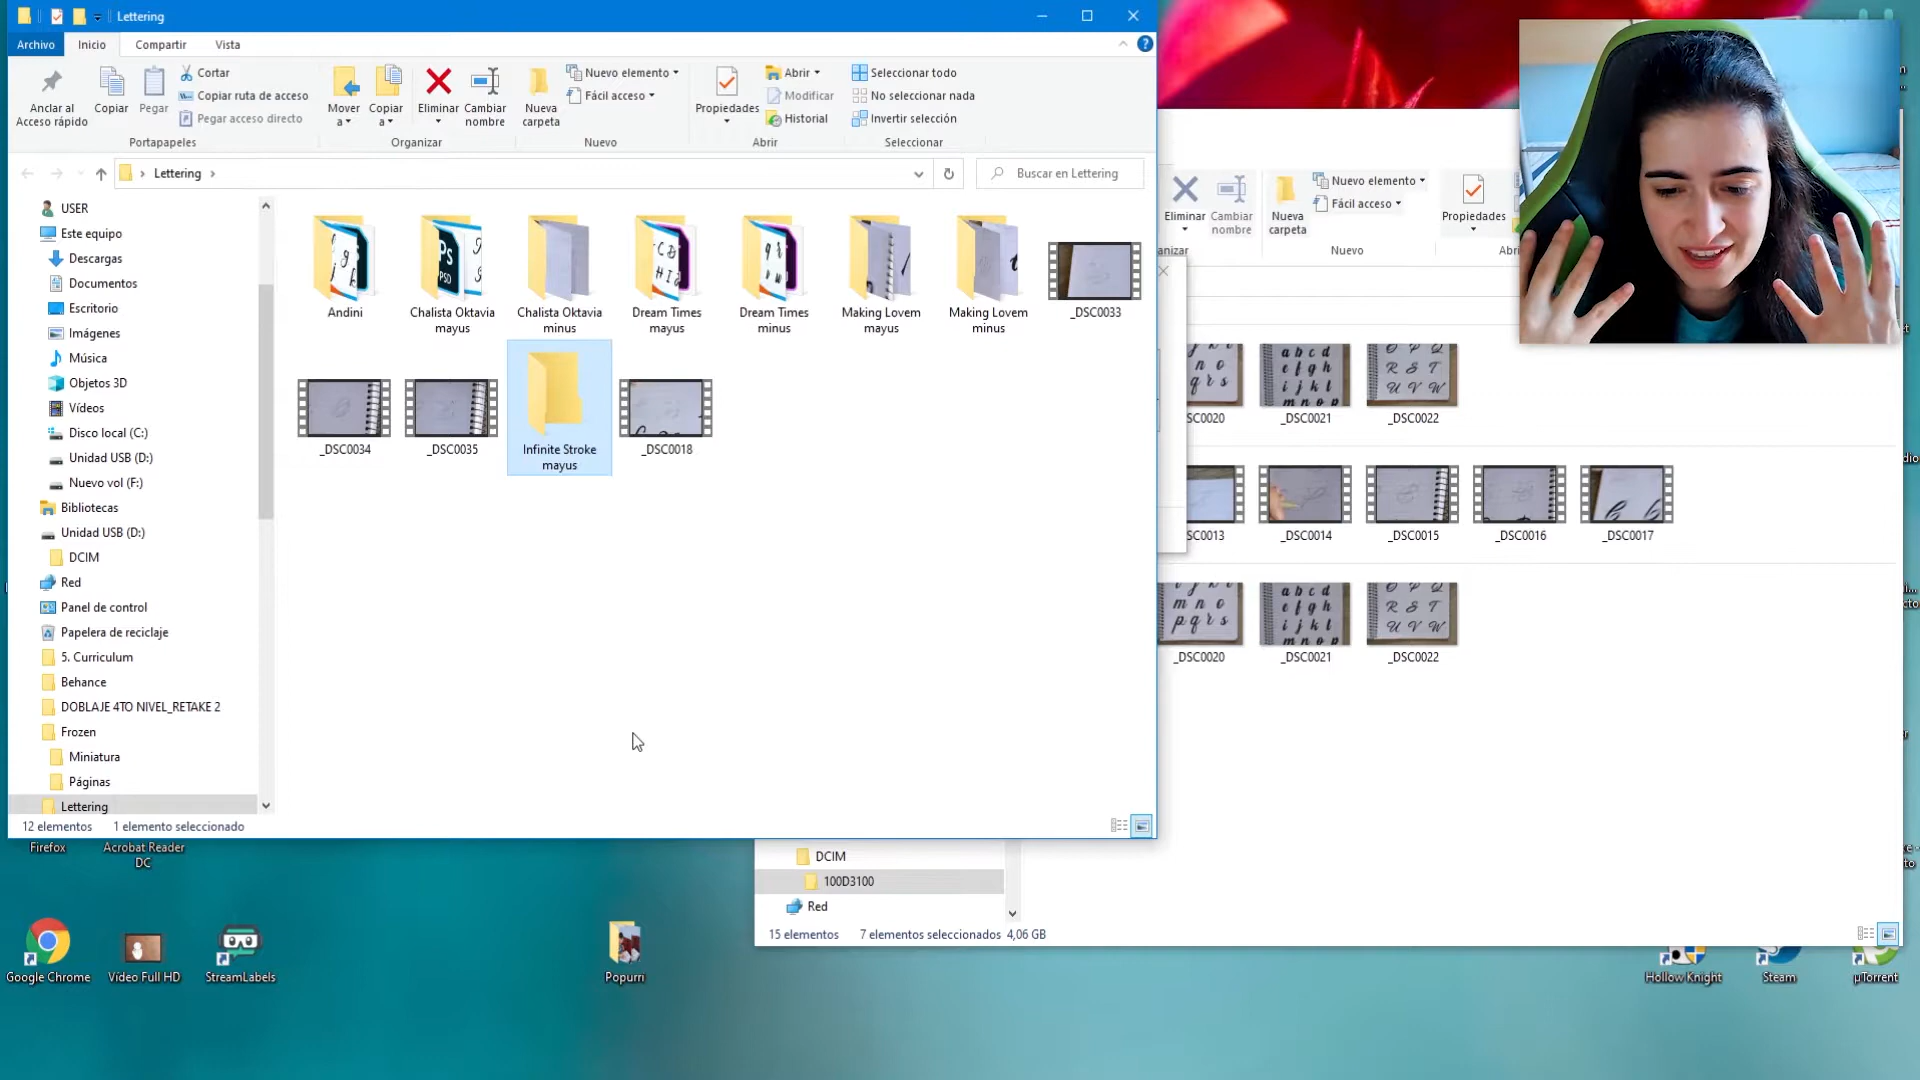 Lettering
Archivo
Inicio
Compartir
Vista
Anclar al
Acceso rápido
Copiar
Pegar
Cortar
Copiar ruta de acceso
Pegar acceso directo
Portapapeles
Mover
a
Copiar
a
Eliminar
Cambiar
nombre
Organizar
Nueva
carpeta
Nuevo elemento
Fácil acceso
Nuevo
Propiedades
Abrir
Modificar
Historial
Abrir
Seleccionar todo
No seleccionar nada
Invertir selección
Seleccionar
Lettering
Buscar en Lettering
USER
Este equipo
Descargas
Documentos
Escritorio
Imágenes
Música
Objetos 3D
Vídeos
Disco local (C:)
Unidad USB (D:)
Nuevo vol (F:)
Bibliotecas
Unidad USB (D:)
DCIM
Red
Panel de control
Papelera de reciclaje
5. Curriculum
Behance
DOBLAJE 4TO NIVEL_RETAKE 2
Frozen
Miniatura
Páginas
Lettering
Andini
Chalista Oktavia
mayus
Chalista Oktavia
minus
Dream Times
mayus
Dream Times
minus
Making Lovem
mayus
Making Lovem
minus
_DSC0033
_DSC0034
_DSC0035
Infinite Stroke
mayus
_DSC0018
12 elementos
1 elemento seleccionado
Eliminar
Cambiar
nombre
Nueva
carpeta
Nuevo elemento
Fácil acceso
Nuevo
Propiedades
SC0020
_DSC0021
_DSC0022
SC0013
_DSC0014
_DSC0015
_DSC0016
_DSC0017
_DSC0020
_DSC0021
_DSC0022
DCIM
100D3100
Red
15 elementos
7 elementos seleccionados
4,06 GB
Firefox
Acrobat Reader
DC
Google Chrome
Vídeo Full HD
StreamLabels
Popurri
Hollow Knight
Steam
µTorrent